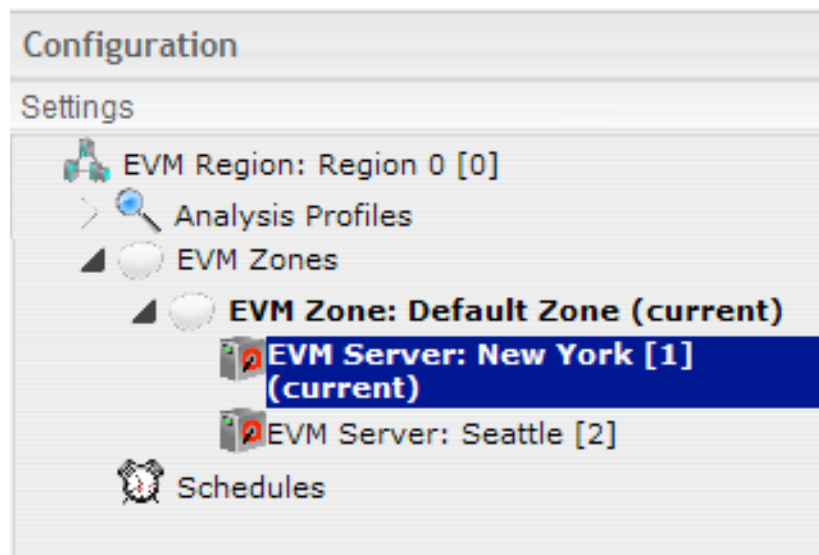 Configuration
Settings
EVM Region: Region 0 [0]
Analysis Profiles
EVM Zones
EVM Zone: Default Zone (current)
EVM Server: New York [1]
(current)
EVM Server: Seattle [2]
Schedules